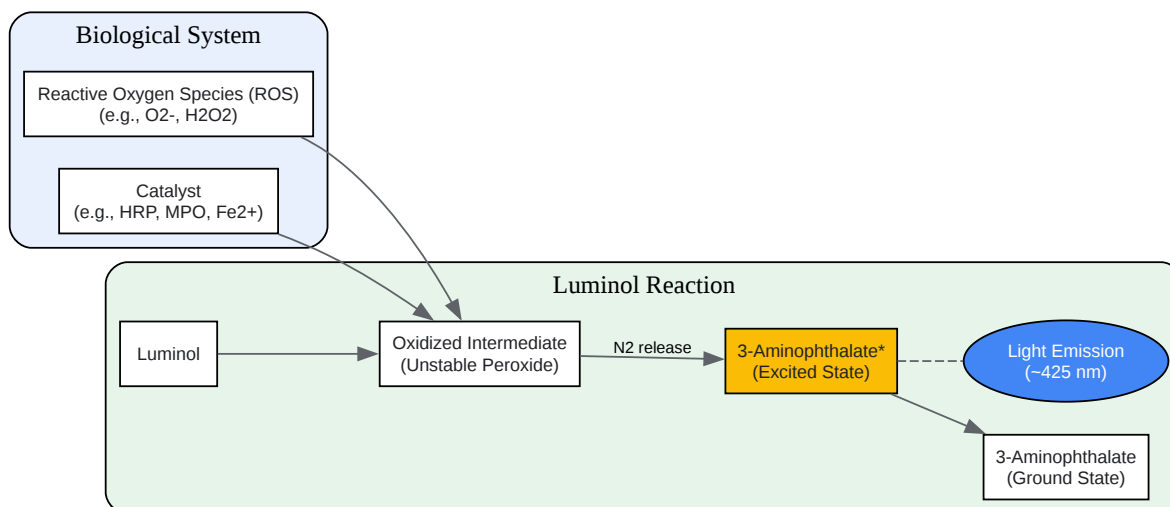 Biological System
Reactive Oxygen Species (ROS)
(e.g., O2-, H2O2)
Catalyst
(e.g., HRP, MPO, Fe2+)
Luminol Reaction
Luminol
Oxidized Intermediate
(Unstable Peroxide)
N2 release
3-Aminophthalate*
(Excited State)
Light Emission
(~425 nm)
3-Aminophthalate
(Ground State)